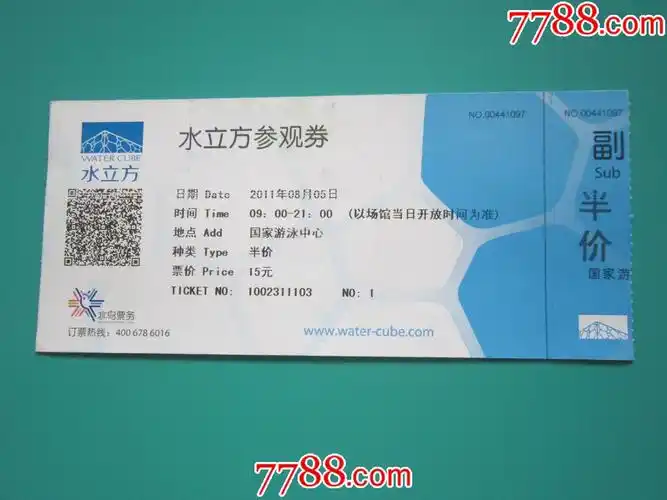 7788.com
WATER CUBE
水立方
水立方参观券
NO.00441097
NO.00441097
日期 Date 2011年08月05日
时间 Time 09:00-21:00 (以场馆当日开放时间为准)
地点 Add 国家游泳中心
种类 Type 半价
票价 Price 15元
TICKET NO: 1002311103 NO: 1
水鸟票务
订票热线：400 678 6016
www.water-cube.com
副
Sub
半
价
国家游
7788.com